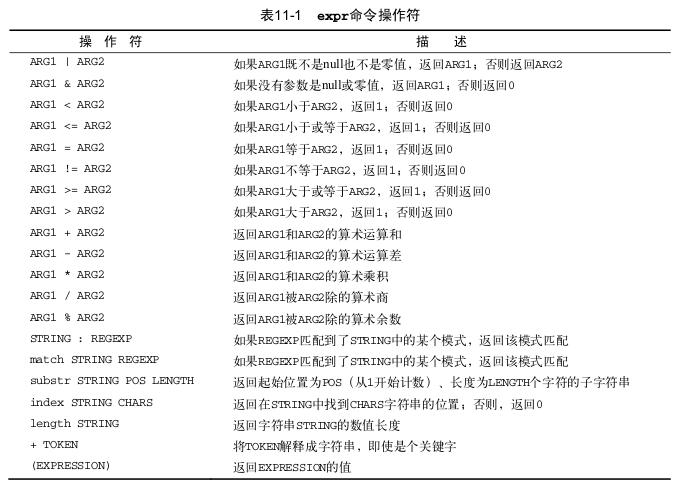 表11-1 expr命令操作符
操 作 符 描 述
ARG1 | ARG2 如果ARG1既不是null也不是零值，返回ARG1；否则返回ARG2
ARG1 & ARG2 如果没有参数是null或零值，返回ARG1；否则返回0
ARG1 < ARG2 如果ARG1小于ARG2，返回1；否则返回0
ARG1 <= ARG2 如果ARG1小于或等于ARG2，返回1；否则返回0
ARG1 = ARG2 如果ARG1等于ARG2，返回1；否则返回0
ARG1 != ARG2 如果ARG1不等于ARG2，返回1；否则返回0
ARG1 >= ARG2 如果ARG1大于或等于ARG2，返回1；否则返回0
ARG1 > ARG2 如果ARG1大于ARG2，返回1；否则返回0
ARG1 + ARG2 返回ARG1和ARG2的算术运算和
ARG1 - ARG2 返回ARG1和ARG2的算术运算差
ARG1 * ARG2 返回ARG1和ARG2的算术乘积
ARG1 / ARG2 返回ARG1被ARG2除的算术商
ARG1 % ARG2 返回ARG1被ARG2除的算术余数
STRING : REGEXP 如果REGEXP匹配到了STRING中的某个模式，返回该模式匹配
match STRING REGEXP 如果REGEXP匹配到了STRING中的某个模式，返回该模式匹配
substr STRING POS LENGTH 返回起始位置为POS（从1开始计数）、长度为LENGTH个字符的子字符串
index STRING CHARS 返回在STRING中找到CHARS字符串的位置；否则，返回0
length STRING 返回字符串STRING的数值长度
+ TOKEN 将TOKEN解释成字符串，即使是个关键字
(EXPRESSION) 返回EXPRESSION的值